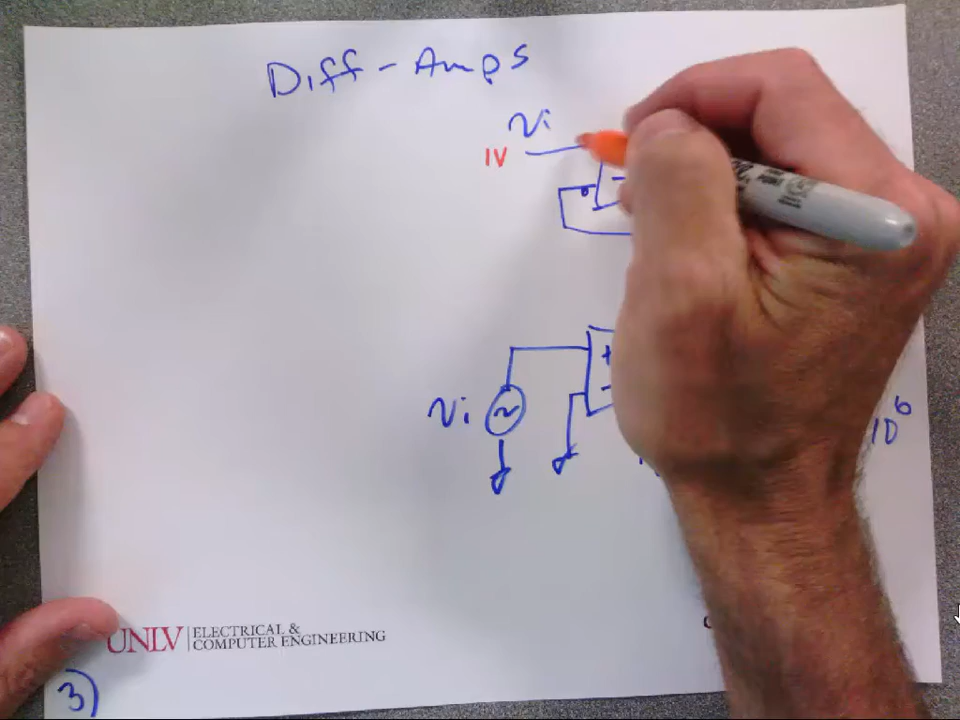 Diff-Amps
Vi
1V
-
+
Vi
-
10^6
UNLV | ELECTRICAL &
COMPUTER ENGINEERING
3)